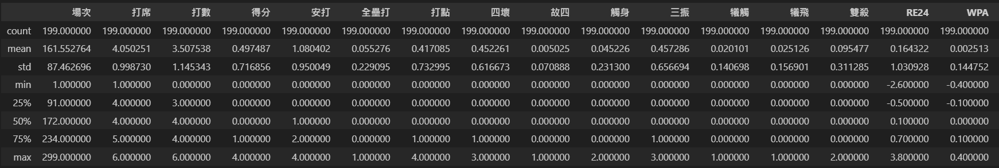 場次 打席 打數 得分 安打 全壘打 打點 四壞 故四 觸身 三振 犧觸 犧飛 雙殺 RE24 WPA
count 199.000000 199.000000 199.000000 199.000000 199.000000 199.000000 199.000000 199.000000 199.000000 199.000000 199.000000 199.000000 199.000000 199.000000 199.000000 199.000000
mean 161.552764 4.050251 3.507538 0.497487 1.080402 0.055276 0.417085 0.452261 0.005025 0.045226 0.457286 0.020101 0.025126 0.095477 0.164322 0.002513
std 87.462696 0.998730 1.145343 0.716856 0.950049 0.229095 0.732995 0.616673 0.070888 0.231300 0.656694 0.140698 0.156901 0.311285 1.030928 0.144752
min 1.000000 1.000000 0.000000 0.000000 0.000000 0.000000 0.000000 0.000000 0.000000 0.000000 0.000000 0.000000 0.000000 0.000000 -2.600000 -0.400000
25% 91.000000 4.000000 3.000000 0.000000 0.000000 0.000000 0.000000 0.000000 0.000000 0.000000 0.000000 0.000000 0.000000 0.000000 -0.500000 -0.100000
50% 172.000000 4.000000 4.000000 0.000000 1.000000 0.000000 0.000000 0.000000 0.000000 0.000000 0.000000 0.000000 0.000000 0.000000 0.100000 0.000000
75% 234.000000 5.000000 4.000000 1.000000 2.000000 0.000000 1.000000 1.000000 0.000000 0.000000 1.000000 0.000000 0.000000 0.000000 0.700000 0.100000
max 299.000000 6.000000 6.000000 4.000000 4.000000 1.000000 4.000000 3.000000 1.000000 2.000000 3.000000 1.000000 1.000000 2.000000 3.800000 0.400000